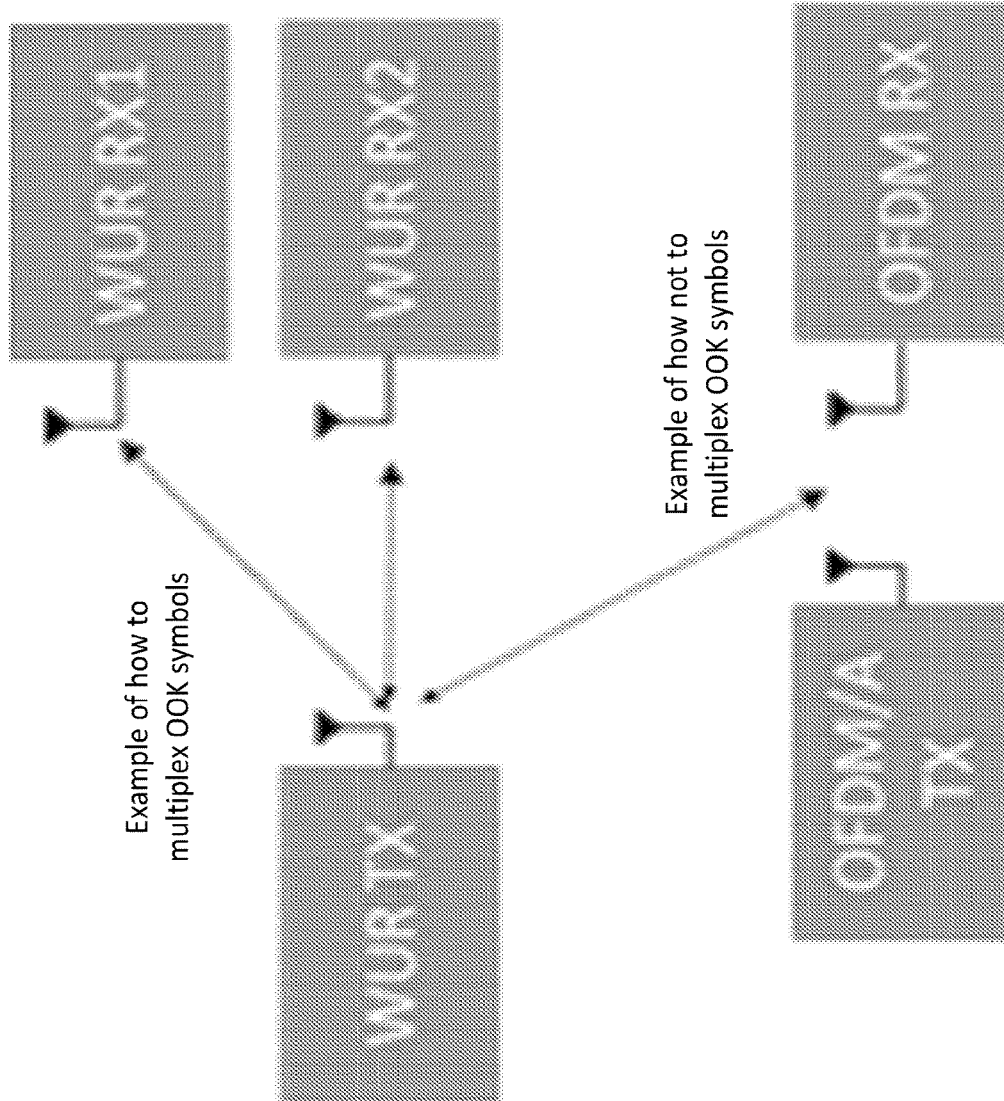 WUR RX1
WUR RX2
Example of how to
multiplex OOK symbols
WUR TX
Example of how not to
multiplex OOK symbols
OFDM RX
OFDM/A
TX